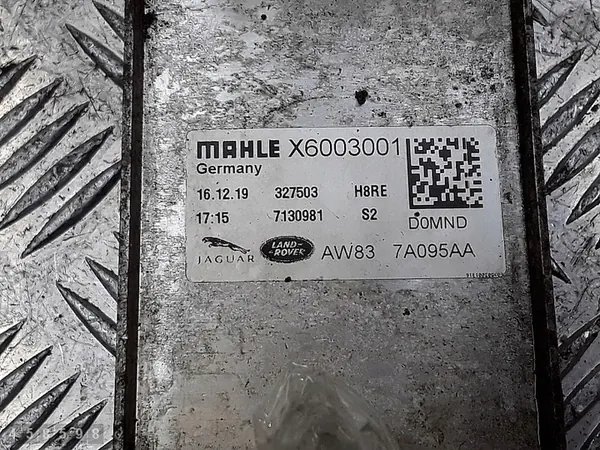 MAHLE X6003001
Germany
16.12.19 327503 H8RE
17:15 7130981 S2 D0MND
JAGUAR LAND-ROVER AW83 7A095AA